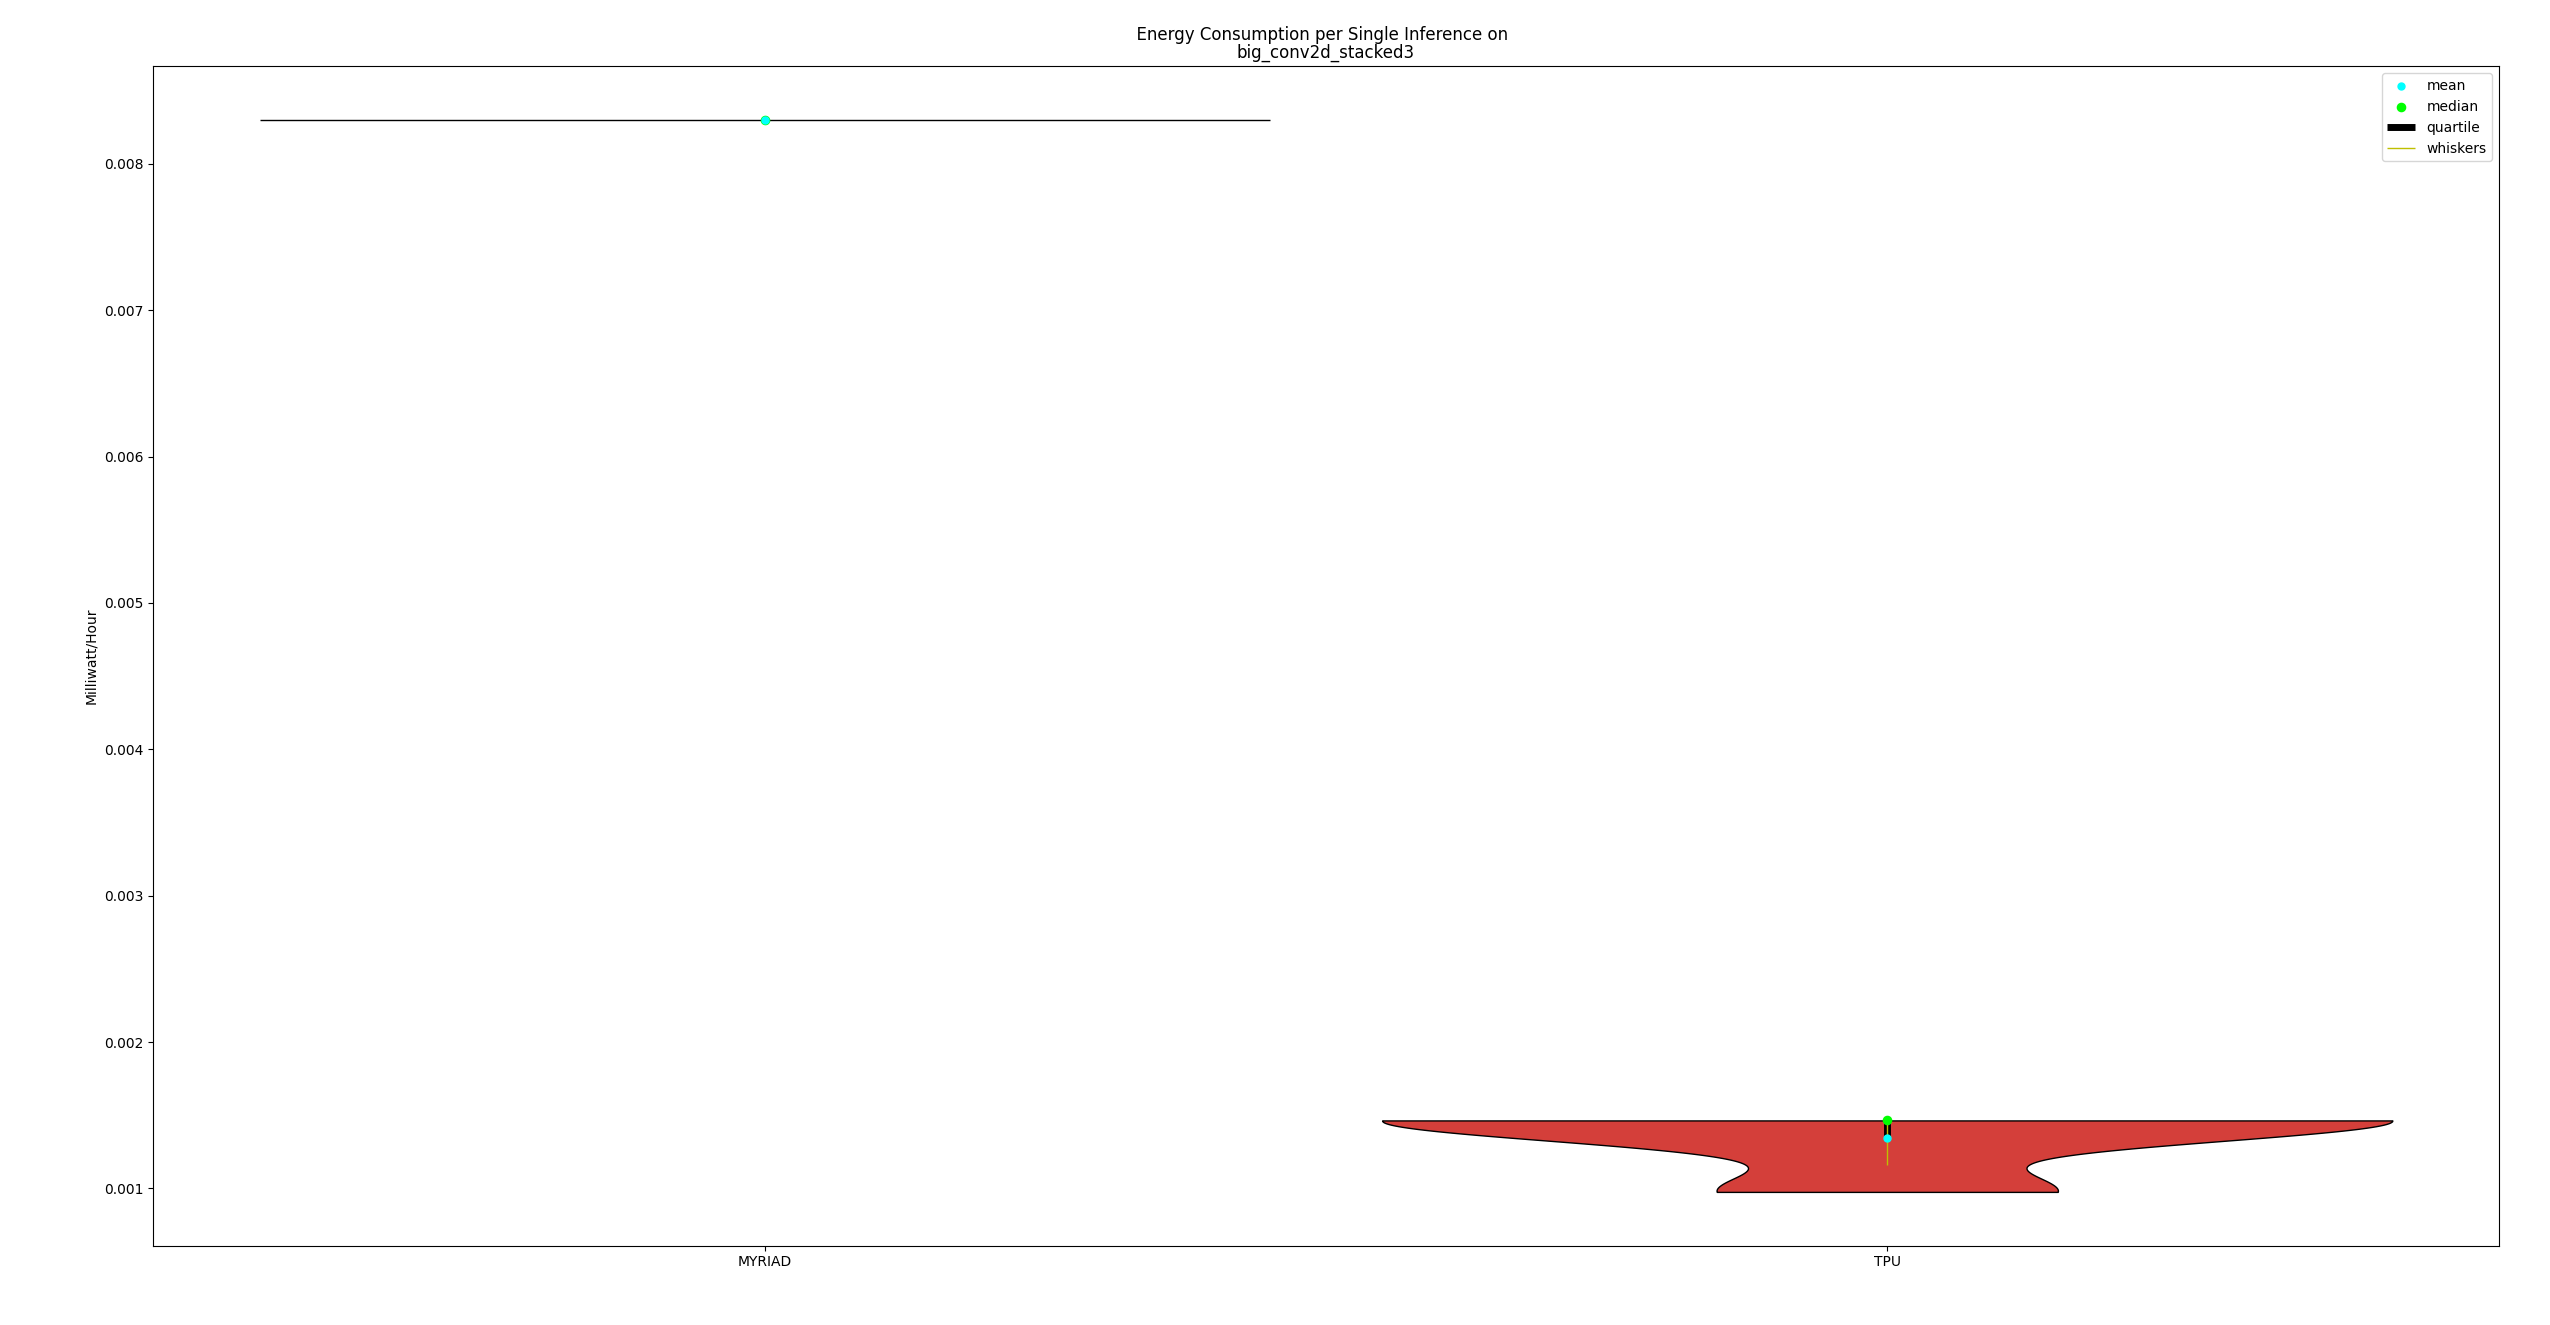 Energy Consumption per Single Inference on
big_conv2d_stacked3
mean
median
quartile
whiskers
0.008
0.007
0.006
0.005
0.004
0.003
0.002
0.001
Milliwatt/Hour
MYRIAD
TPU